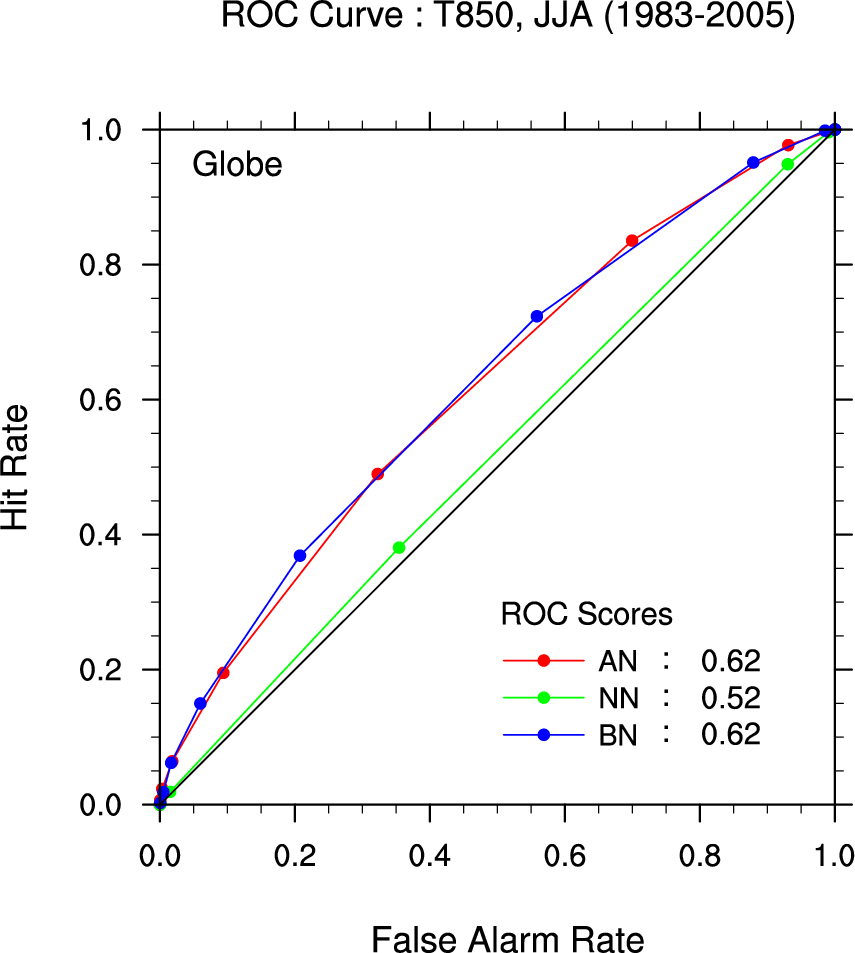 ROC Curve : T850, JJA (1983-2005)
Globe
1.0
0.8
0.6
0.4
0.2
0.0
Hit Rate
ROC Scores
AN : 0.62
NN : 0.52
BN : 0.62
0.0 0.2 0.4 0.6 0.8 1.0
False Alarm Rate